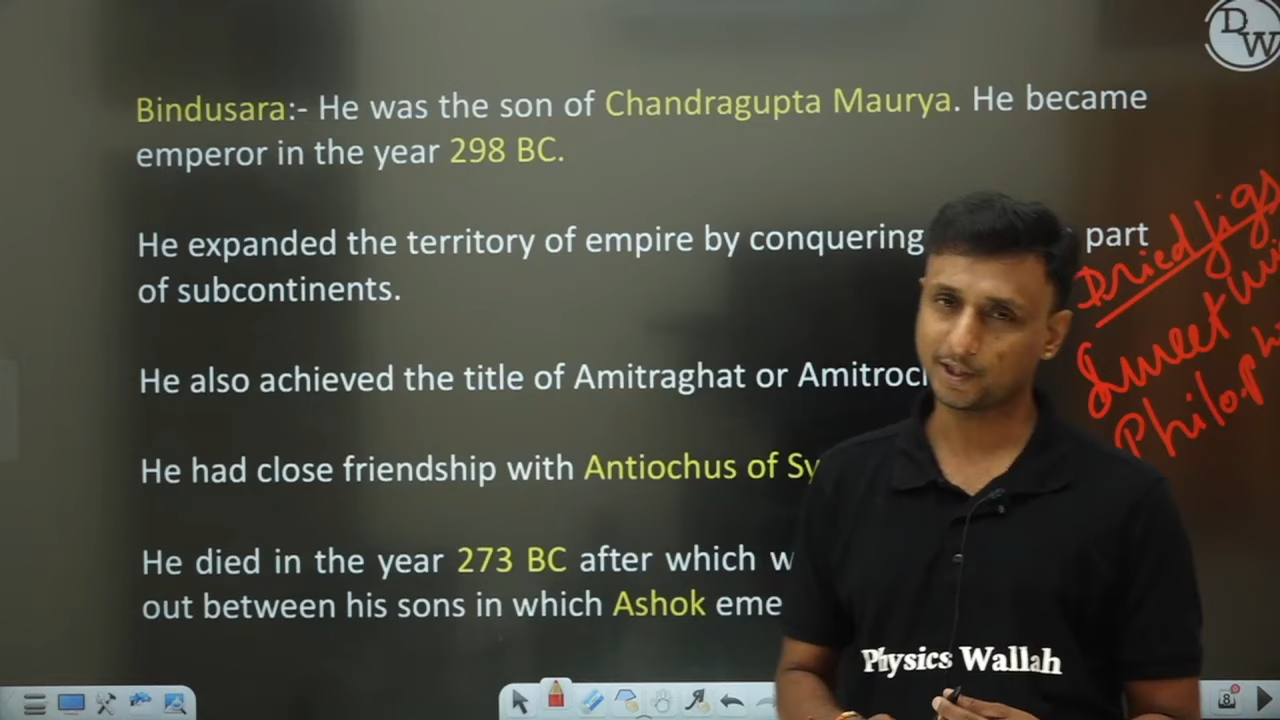 DW
Bindusara:- He was the son of Chandragupta Maurya. He became
emperor in the year 298 BC.
He expanded the territory of empire by conquering part
of subcontinents.
He also achieved the title of Amitraghat or
He had close friendship with Antiochus of
He died in the year 273 BC after which
out between his sons in which Ashok
Dried figs
Sweet
Physics Wallah
8